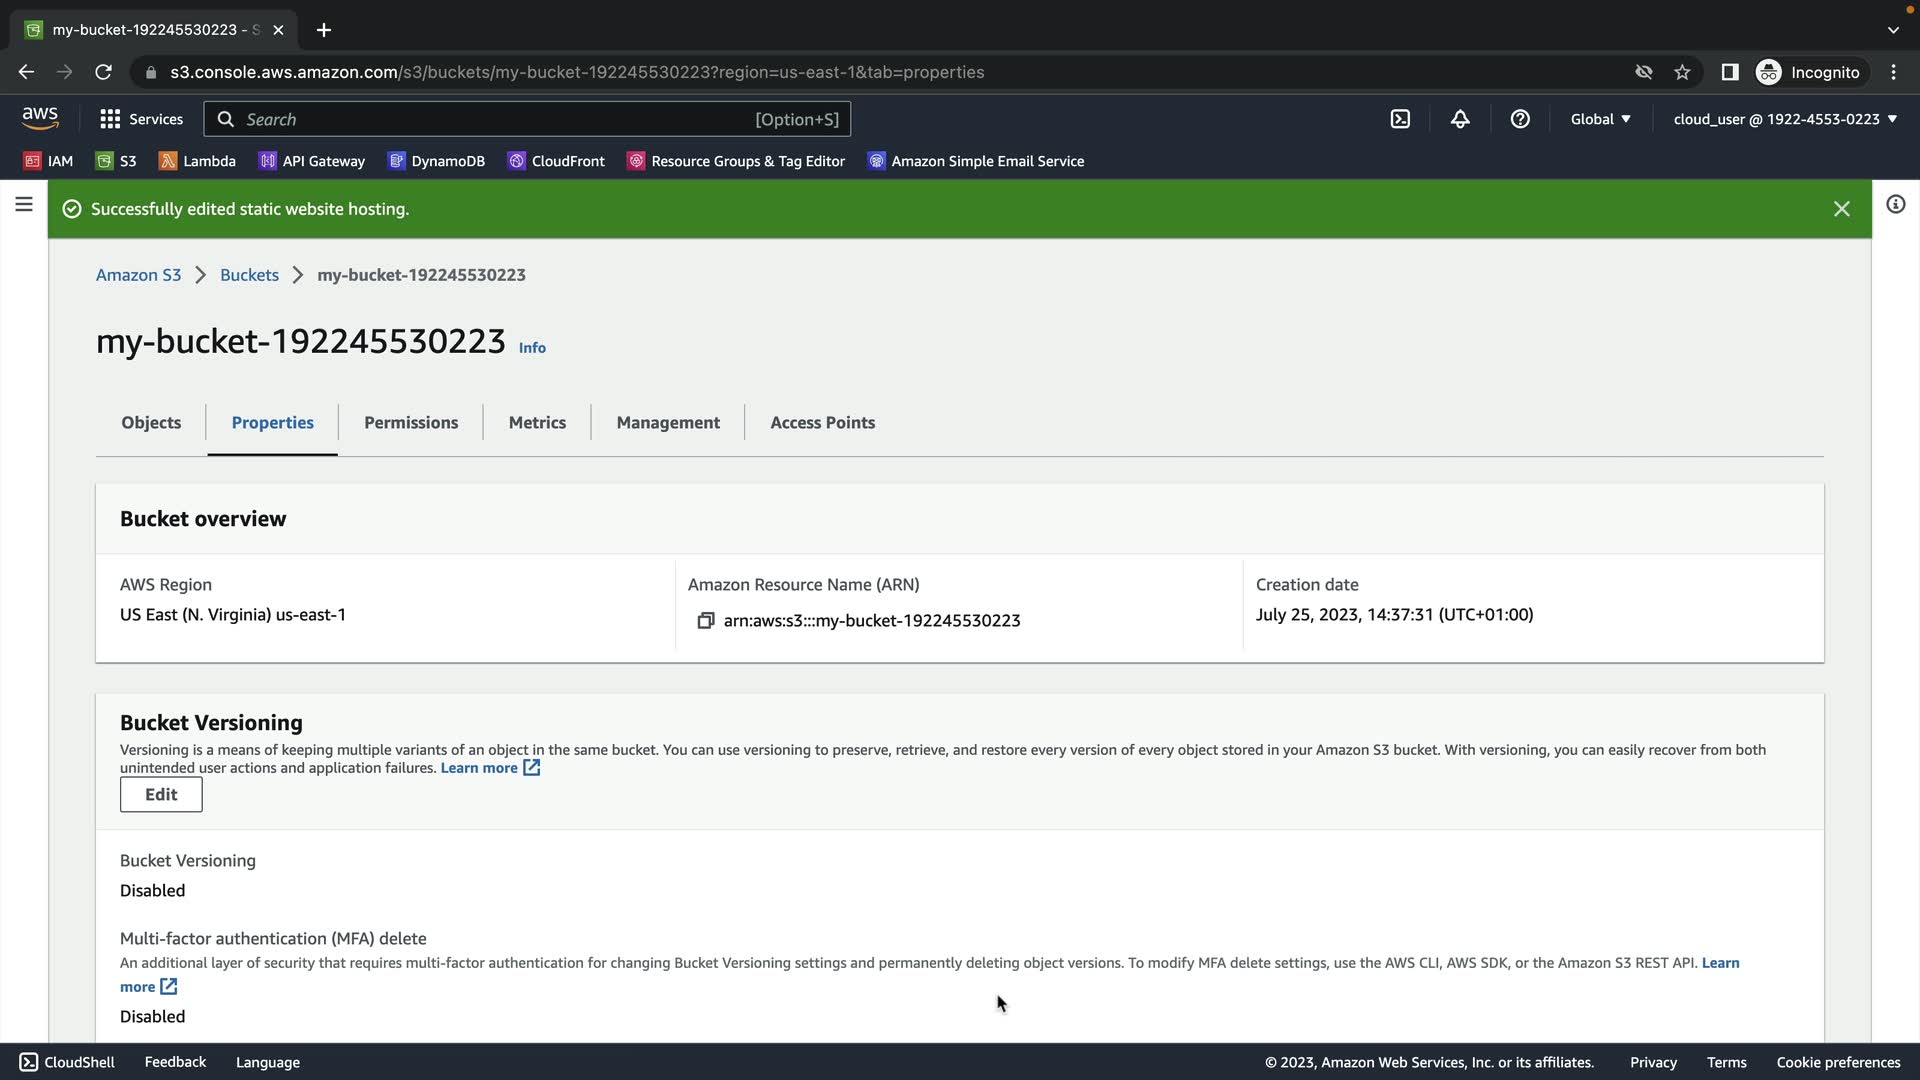 my-bucket-192245530223 - S
s3.console.aws.amazon.com/s3/buckets/my-bucket-192245530223?region=us-east-1&tab=properties
Incognito
aws
Services
Search
[Option+S]
Global
cloud_user @ 1922-4553-0223
IAM
S3
Lambda
API Gateway
DynamoDB
CloudFront
Resource Groups & Tag Editor
Amazon Simple Email Service
Successfully edited static website hosting.
Amazon S3
Buckets
my-bucket-192245530223
my-bucket-192245530223
Info
Objects
Properties
Permissions
Metrics
Management
Access Points
Bucket overview
AWS Region
US East (N. Virginia) us-east-1
Amazon Resource Name (ARN)
arn:aws:s3:::my-bucket-192245530223
Creation date
July 25, 2023, 14:37:31 (UTC+01:00)
Bucket Versioning
Versioning is a means of keeping multiple variants of an object in the same bucket. You can use versioning to preserve, retrieve, and restore every version of every object stored in your Amazon S3 bucket. With versioning, you can easily recover from both
unintended user actions and application failures. Learn more
Edit
Bucket Versioning
Disabled
Multi-factor authentication (MFA) delete
An additional layer of security that requires multi-factor authentication for changing Bucket Versioning settings and permanently deleting object versions. To modify MFA delete settings, use the AWS CLI, AWS SDK, or the Amazon S3 REST API. Learn
more
Disabled
CloudShell
Feedback
Language
© 2023, Amazon Web Services, Inc. or its affiliates.
Privacy
Terms
Cookie preferences